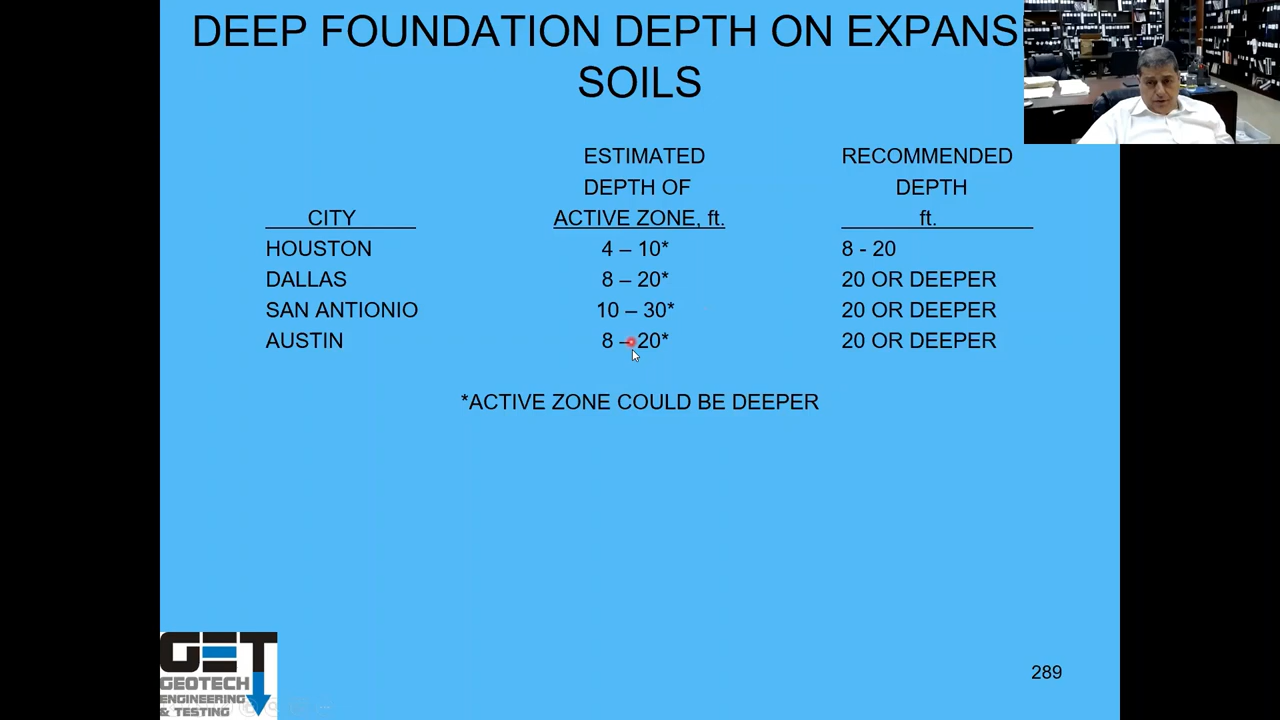 DEEP FOUNDATION DEPTH ON EXPANS
SOILS
ESTIMATED RECOMMENDED
DEPTH OF DEPTH
CITY ACTIVE ZONE, ft. ft.
HOUSTON 4 – 10* 8 - 20
DALLAS 8 – 20* 20 OR DEEPER
SAN ANTIONIO 10 – 30* 20 OR DEEPER
AUSTIN 8 – 20* 20 OR DEEPER
*ACTIVE ZONE COULD BE DEEPER
GET
GEOTECH
ENGINEERING
& TESTING
289